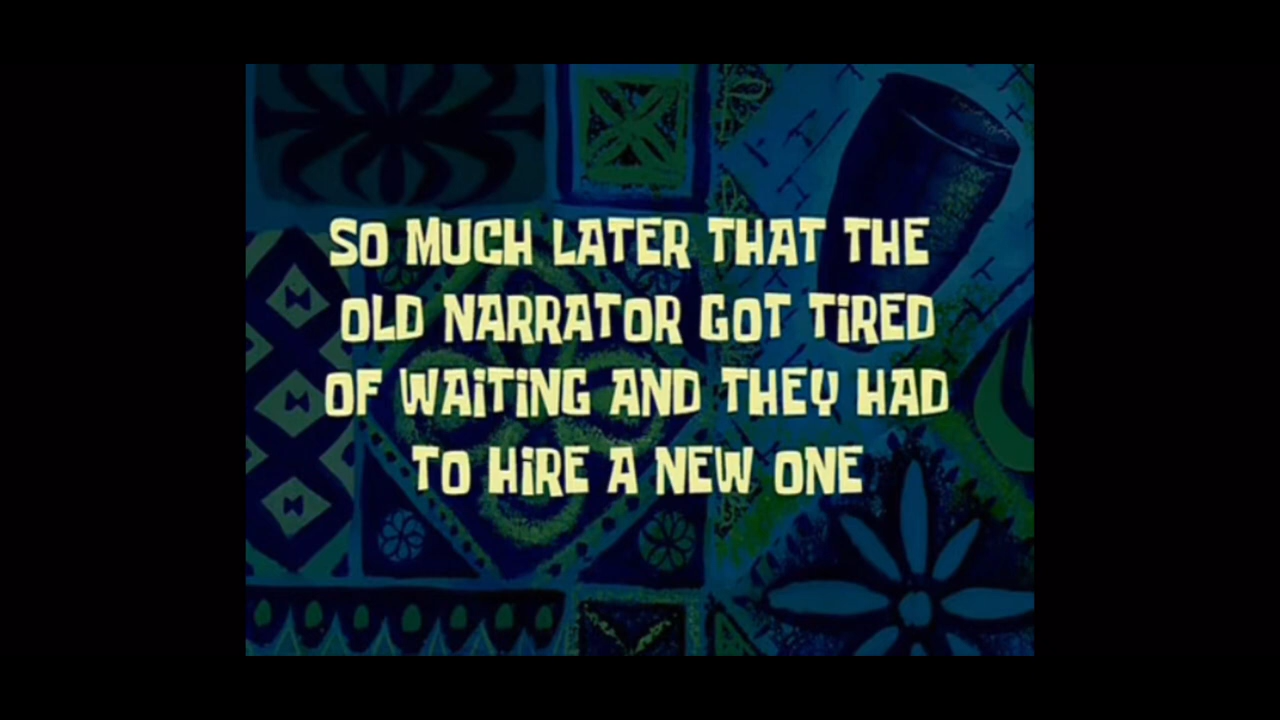 SO MUCH LATER THAT THE
OLD NARRATOR GOT TiRED
OF WAiTiNG AND THEY HAD
TO HiRE A NEW ONE